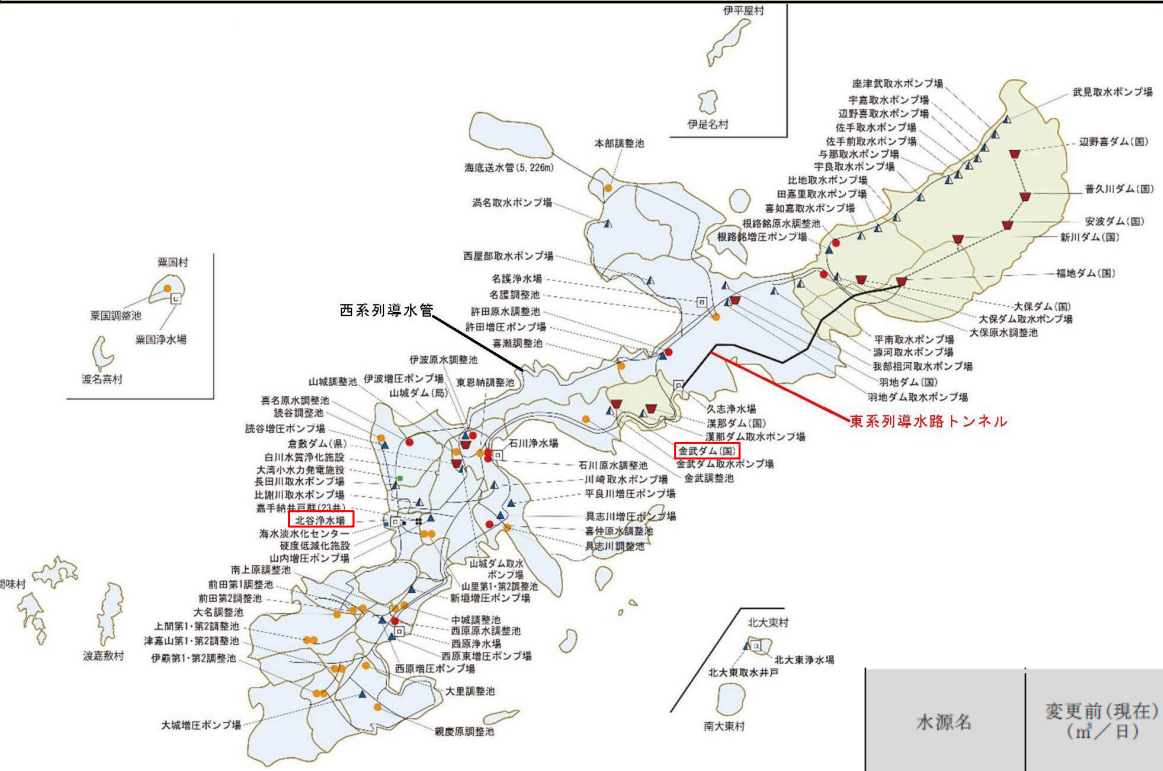 伊平屋村
伊是名村
座津武取水ポンプ場
宇嘉取水ポンプ場
辺野喜取水ポンプ場
佐手取水ポンプ場
佐手前取水ポンプ場
与那取水ポンプ場
宇良取水ポンプ場
比地取水ポンプ場
田嘉里取水ポンプ場
喜如嘉取水ポンプ場
根路銘原水調整池
根路銘増圧ポンプ場
武見取水ポンプ場
辺野喜ダム(国)
普久川ダム(国)
安波ダム(国)
新川ダム(国)
福地ダム(国)
大保ダム(国)
大保ダム取水ポンプ場
大保原水調整池
平南取水ポンプ場
源河取水ポンプ場
我部祖河取水ポンプ場
羽地ダム(国)
羽地ダム取水ポンプ場
東系列導水路トンネル
本部調整池
海底送水管(5,226m)
満名取水ポンプ場
西屋部取水ポンプ場
名護浄水場
名護調整池
許田原水調整池
許田増圧ポンプ場
喜瀬調整池
西系列導水管
粟国村
粟国調整池
粟国浄水場
渡名喜村
伊波原水調整池
伊波増圧ポンプ場
東恩納調整池
山城ダム(局)
山城調整池
喜名原水調整池
読谷調整池
読谷増圧ポンプ場
倉敷ダム(県)
白川水質浄化施設
大湾小水力発電施設
長田川取水ポンプ場
比謝川取水ポンプ場
嘉手納井戸群(23井)
北谷浄水場
海水淡水化センター
硬度低減化施設
山内増圧ポンプ場
南上原調整池
前田第1調整池
前田第2調整池
大名調整池
上間第1・第2調整池
津嘉山第1・第2調整池
伊覇第1・第2調整池
大城増圧ポンプ場
久志浄水場
漢那ダム(国)
漢那ダム取水ポンプ場
金武ダム(国)
金武ダム取水ポンプ場
金武調整池
石川浄水場
石川原水調整池
川崎取水ポンプ場
平良川増圧ポンプ場
具志川増圧ポンプ場
喜仲原水調整池
具志川調整池
山城ダム取水
ポンプ場
山里第1・第2調整池
新垣増圧ポンプ場
中城調整池
西原原水調整池
西原浄水場
西原東増圧ポンプ場
西原増圧ポンプ場
大里調整池
親慶原調整池
間味村
渡嘉敷村
北大東村
北大東浄水場
北大東取水井戸
南大東村
水源名
変更前(現在)
(㎥/日)